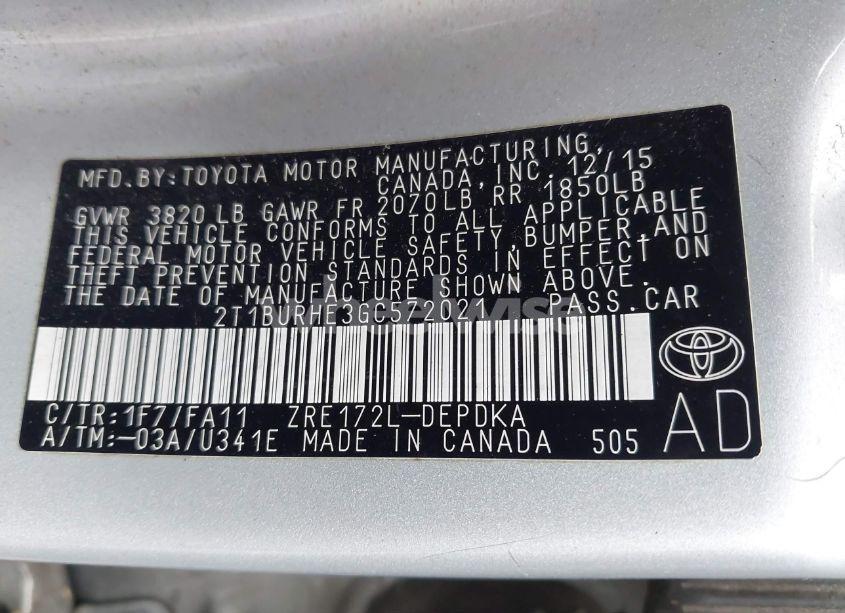 MFD.BY:TOYOTA MOTOR MANUFACTURING,
CANADA, INC. 12/15
GVWR 3820 LB GAWR FR 2070LB RR 1850LB
THIS VEHICLE CONFORMS TO ALL APPLICABLE
FEDERAL MOTOR VEHICLE SAFETY,BUMPER,AND
THEFT PREVENTION STANDARDS IN EFFECT ON
THE DATE OF MANUFACTURE SHOWN ABOVE.
2T1BURHE3GC572021 PASS.CAR
C/TR:1F7/FA11 ZRE172L-DEPDKA
A/TM:-03A/U341E MADE IN CANADA 505
AD